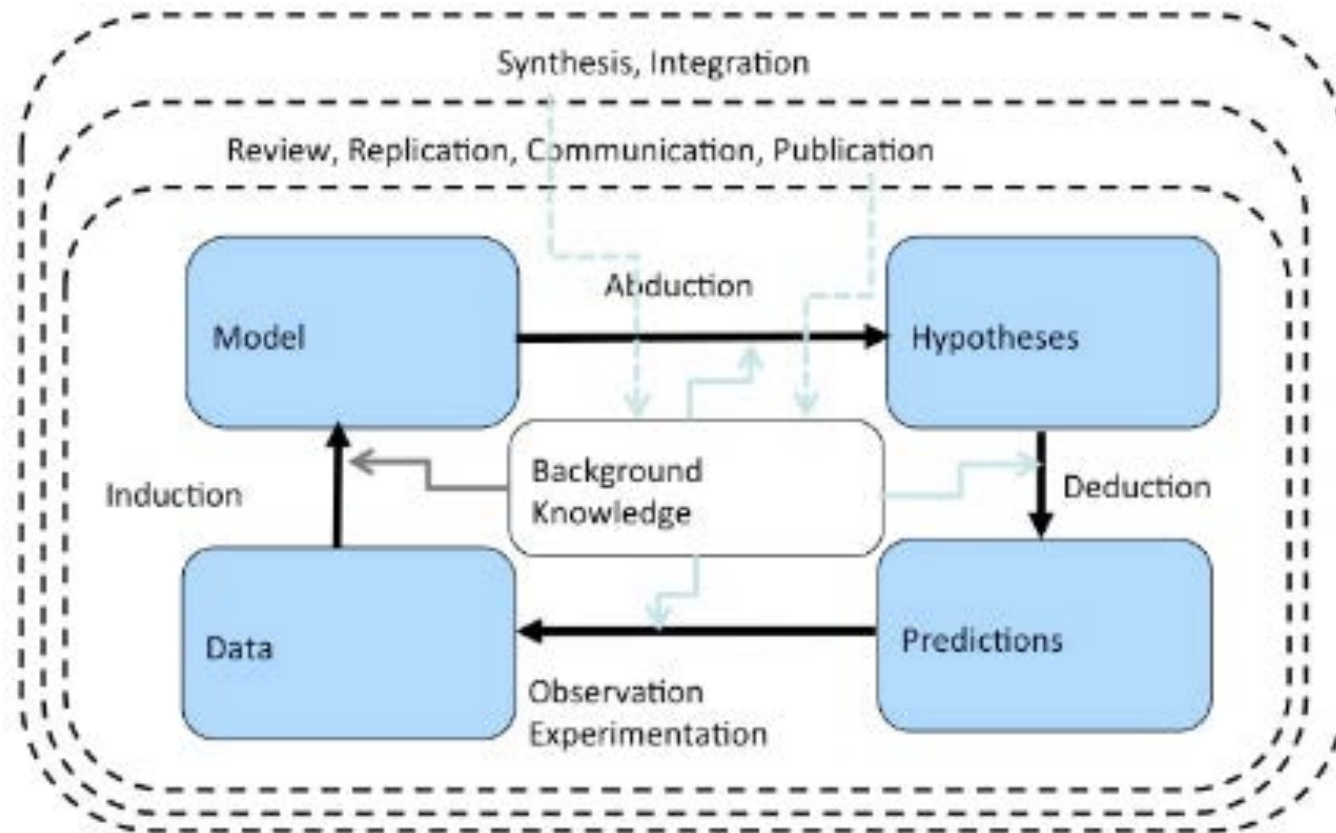 Synthesis, Integration
Review, Replication, Communication, Publication
Abduction
Model
Hypotheses
Background
Knowledge
Induction
Deduction
Data
Predictions
Observation
Experimentation